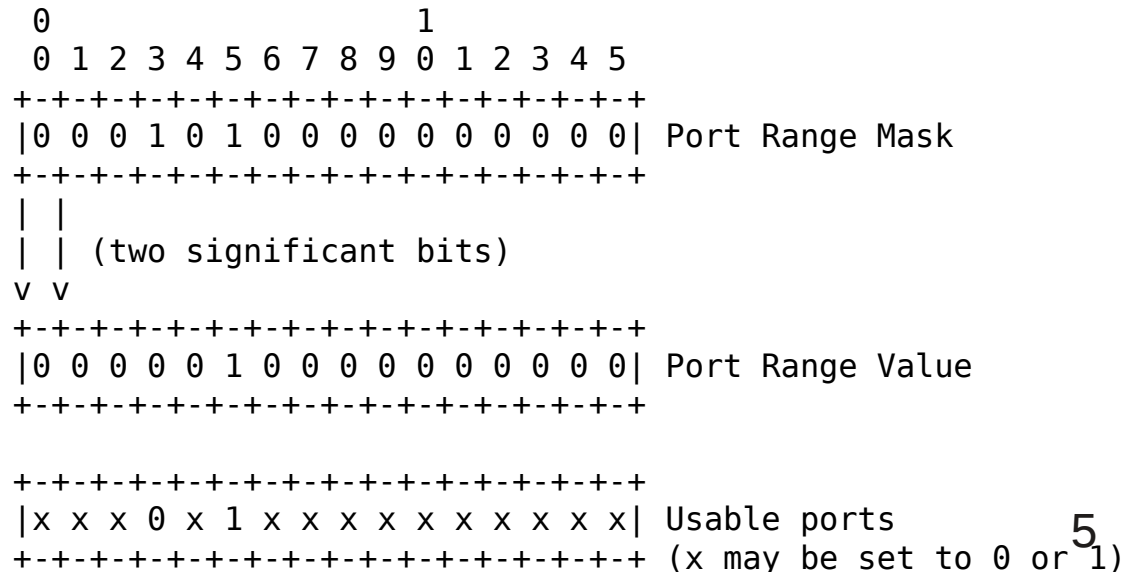 0                   1
 0 1 2 3 4 5 6 7 8 9 0 1 2 3 4 5
+-+-+-+-+-+-+-+-+-+-+-+-+-+-+-+-+
|0 0 0 1 0 1 0 0 0 0 0 0 0 0 0 0| Port Range Mask
+-+-+-+-+-+-+-+-+-+-+-+-+-+-+-+-+
| |
| | (two significant bits)
v v
+-+-+-+-+-+-+-+-+-+-+-+-+-+-+-+-+
|0 0 0 0 0 1 0 0 0 0 0 0 0 0 0 0| Port Range Value
+-+-+-+-+-+-+-+-+-+-+-+-+-+-+-+-+
+-+-+-+-+-+-+-+-+-+-+-+-+-+-+-+-+
|x x x 0 x 1 x x x x x x x x x x| Usable ports
+-+-+-+-+-+-+-+-+-+-+-+-+-+-+-+-+ (x may be set to 0 or 1)
5